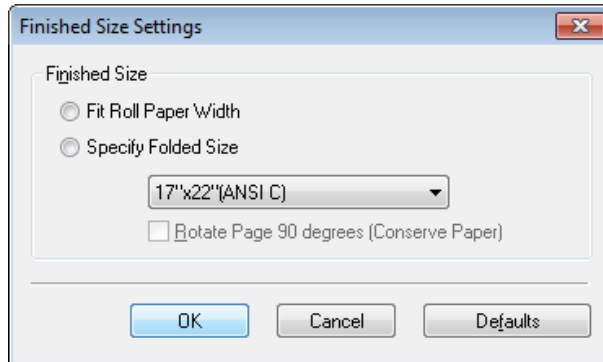 Finished Size Settings
Finished Size
Fit Roll Paper Width
Specify Folded Size
17"x22"(ANSI C)
Rotate Page 90 degrees (Conserve Paper)
OK Cancel Defaults